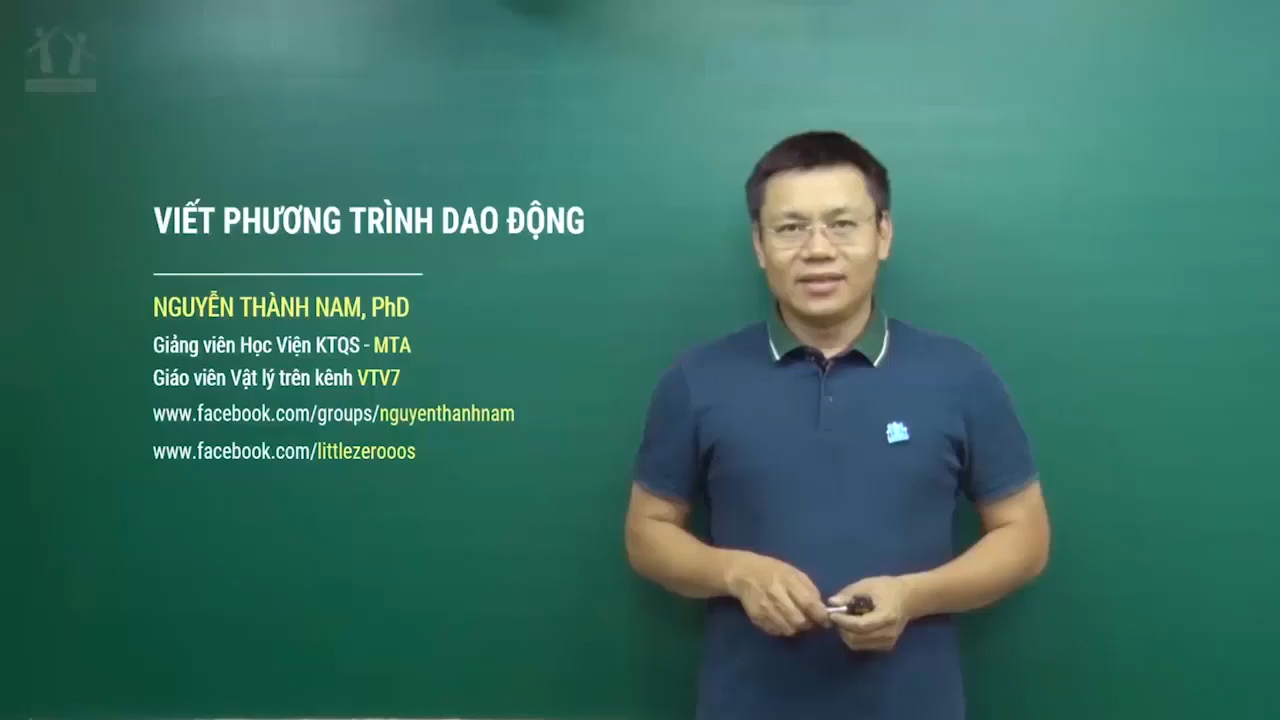 VIẾT PHƯƠNG TRÌNH DAO ĐỘNG
NGUYỄN THÀNH NAM, PhD
Giảng viên Học Viện KTQS - MTA
Giáo viên Vật lý trên kênh VTV7
www.facebook.com/groups/nguyenthanhnam
www.facebook.com/littlezerooos